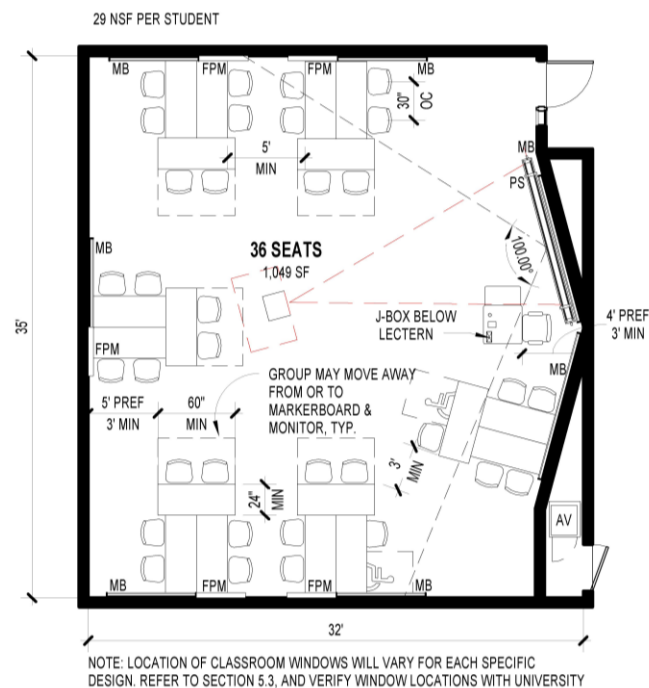 29 NSF PER STUDENT
MB
FPM
FPM
MB
30"
OC
5'
MIN
MB
PS
MB
36 SEATS
1,049 SF
100.00°
35'
J-BOX BELOW
LECTERN
4' PREF
3' MIN
FPM
MB
GROUP MAY MOVE AWAY
FROM OR TO
MARKERBOARD &
MONITOR, TYP.
5' PREF
3' MIN
60"
MIN
3'
MIN
24"
MIN
AV
MB
FPM
FPM
MB
32'
NOTE: LOCATION OF CLASSROOM WINDOWS WILL VARY FOR EACH SPECIFIC
DESIGN. REFER TO SECTION 5.3, AND VERIFY WINDOW LOCATIONS WITH UNIVERSITY